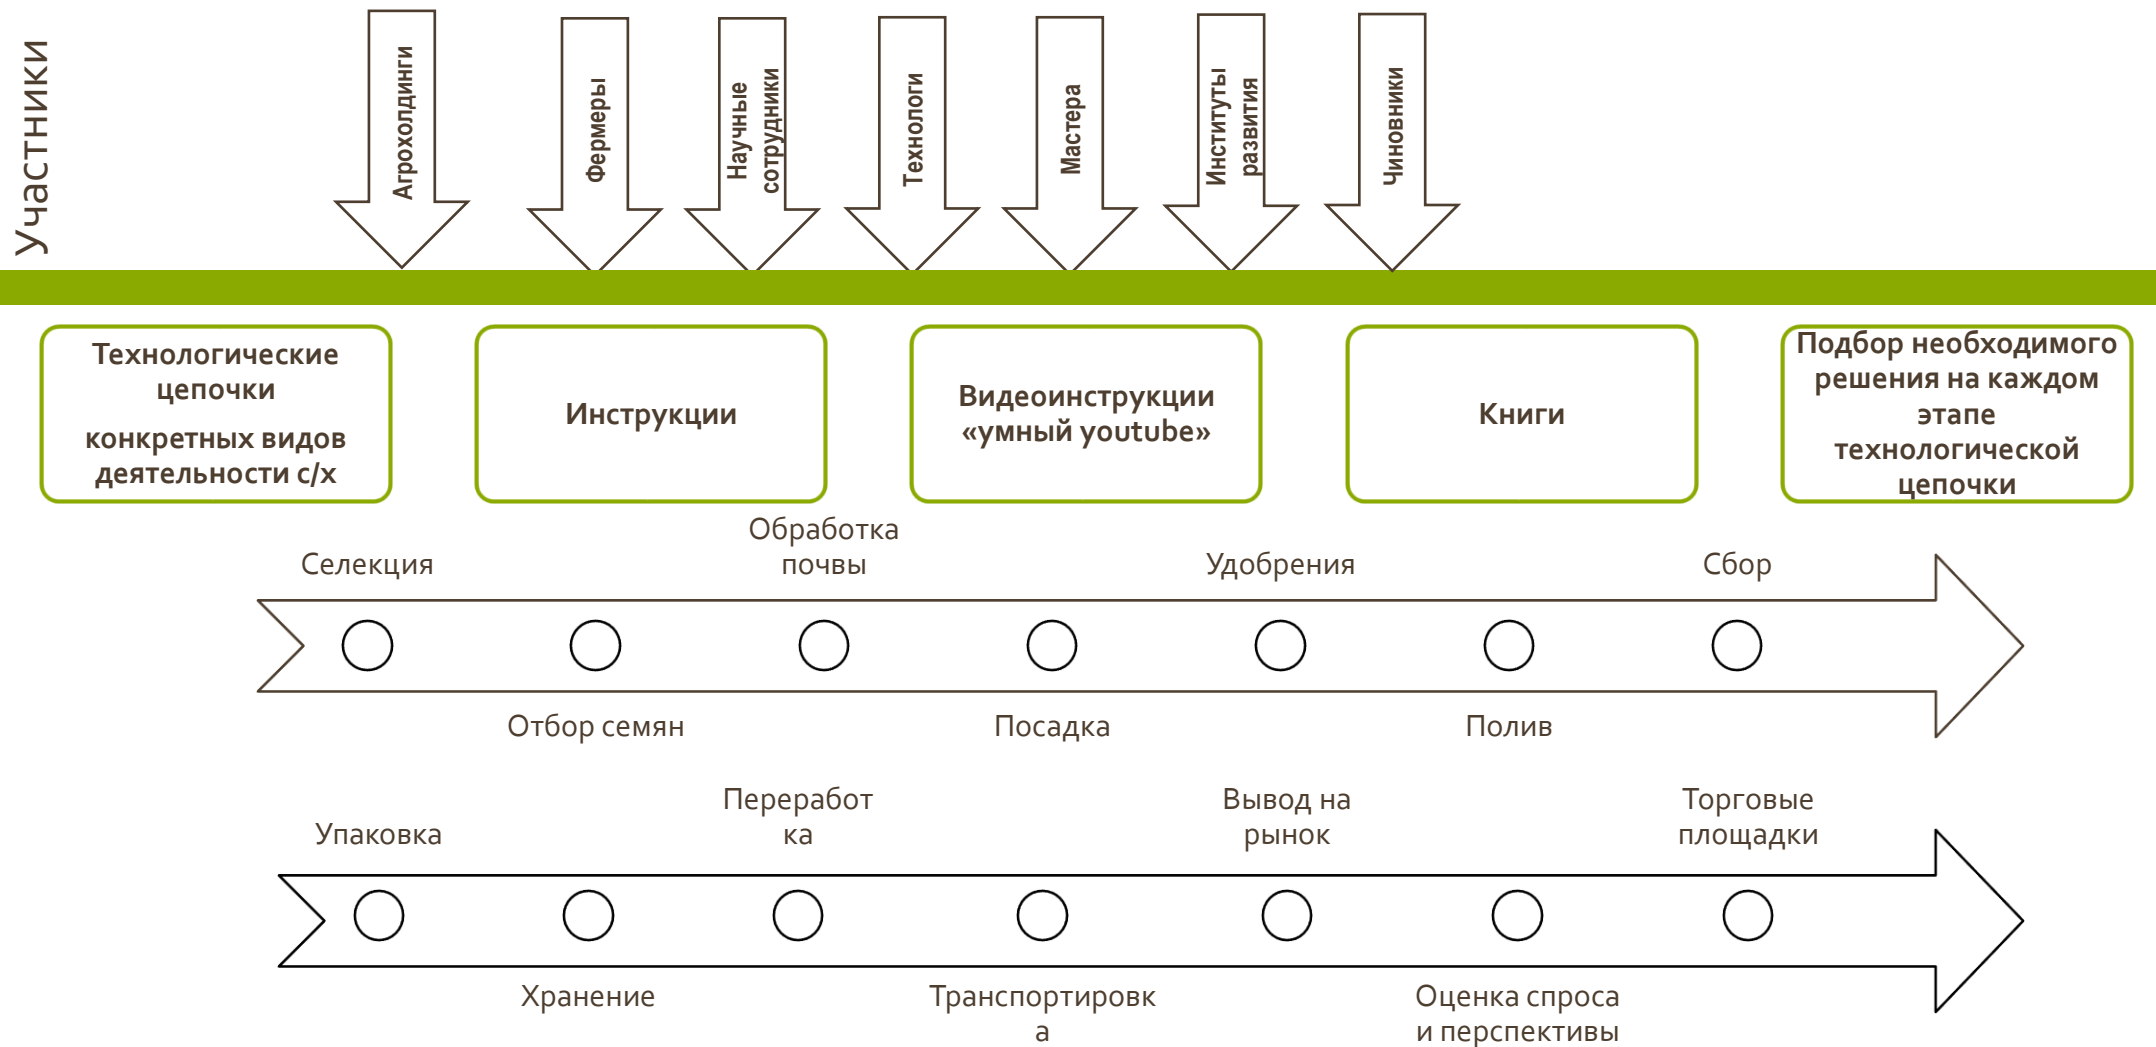 Участники
Агрохолдинги
Фермеры
Научные
сотрудники
Технологи
Мастера
Институты
развития
Чиновники
Технологические
цепочки
конкретных видов
деятельности с/х
Инструкции
Видеоинструкции
«умный youtube»
Книги
Подбор необходимого
решения на каждом
этапе
технологической
цепочки
Селекция
Отбор семян
Обработка
почвы
Посадка
Удобрения
Полив
Сбор
Упаковка
Хранение
Переработ
ка
Транспортировк
а
Вывод на
рынок
Оценка спроса
и перспективы
Торговые
площадки